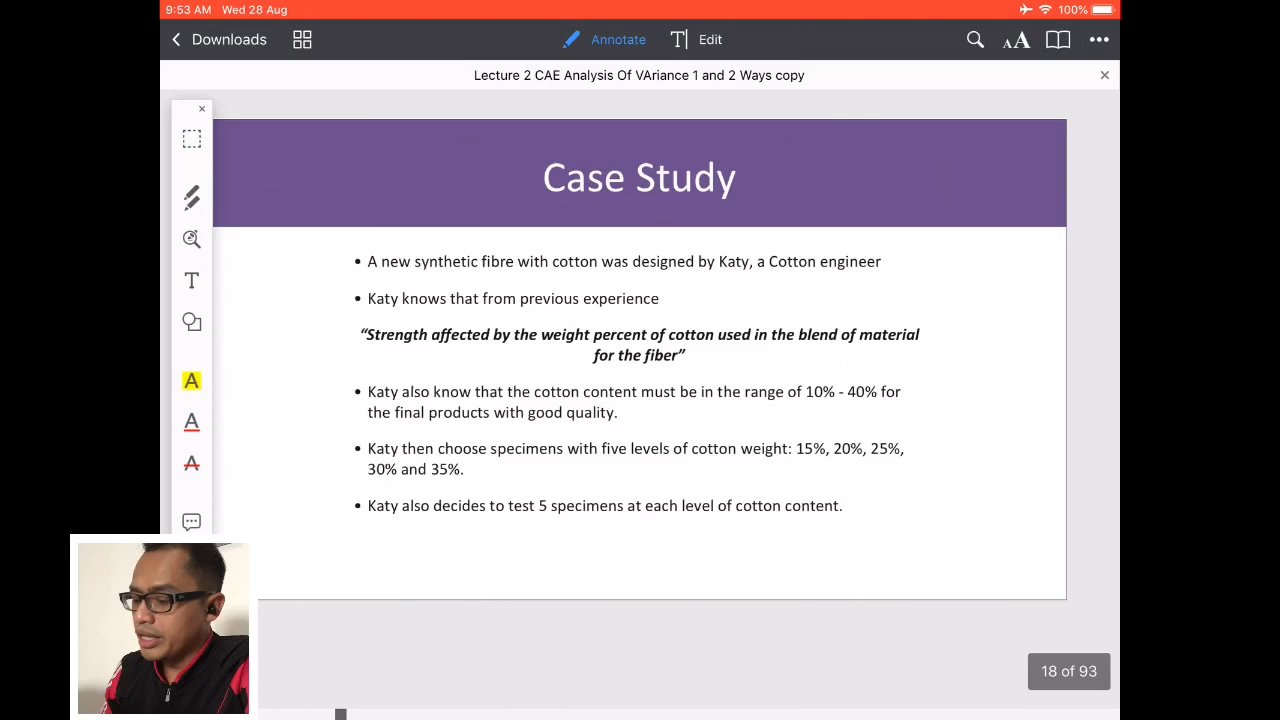 9:53 AM Wed 28 Aug 100%
Downloads Annotate T Edit AA
Lecture 2 CAE Analysis Of VAriance 1 and 2 Ways copy
Case Study
• A new synthetic fibre with cotton was designed by Katy, a Cotton engineer
• Katy knows that from previous experience
“Strength affected by the weight percent of cotton used in the blend of material
for the fiber”
• Katy also know that the cotton content must be in the range of 10% - 40% for
the final products with good quality.
• Katy then choose specimens with five levels of cotton weight: 15%, 20%, 25%,
30% and 35%.
• Katy also decides to test 5 specimens at each level of cotton content.
T
A
A
A
18 of 93